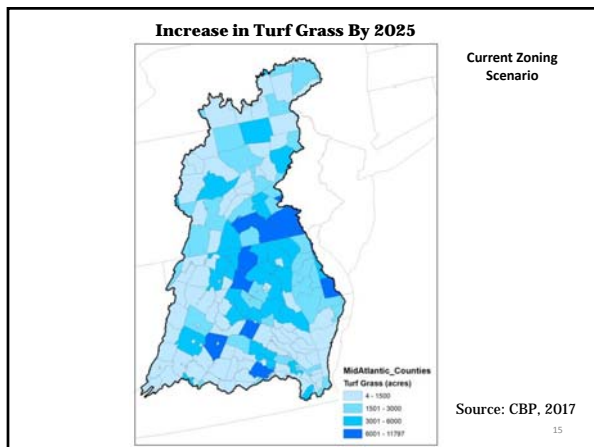 Increase in Turf Grass By 2025
Current Zoning
Scenario
MidAtlantic_Counties
Turf Grass (acres)
4 - 1500
1501 - 3000
3001 - 6000
6001 - 11797
Source: CBP, 2017
15